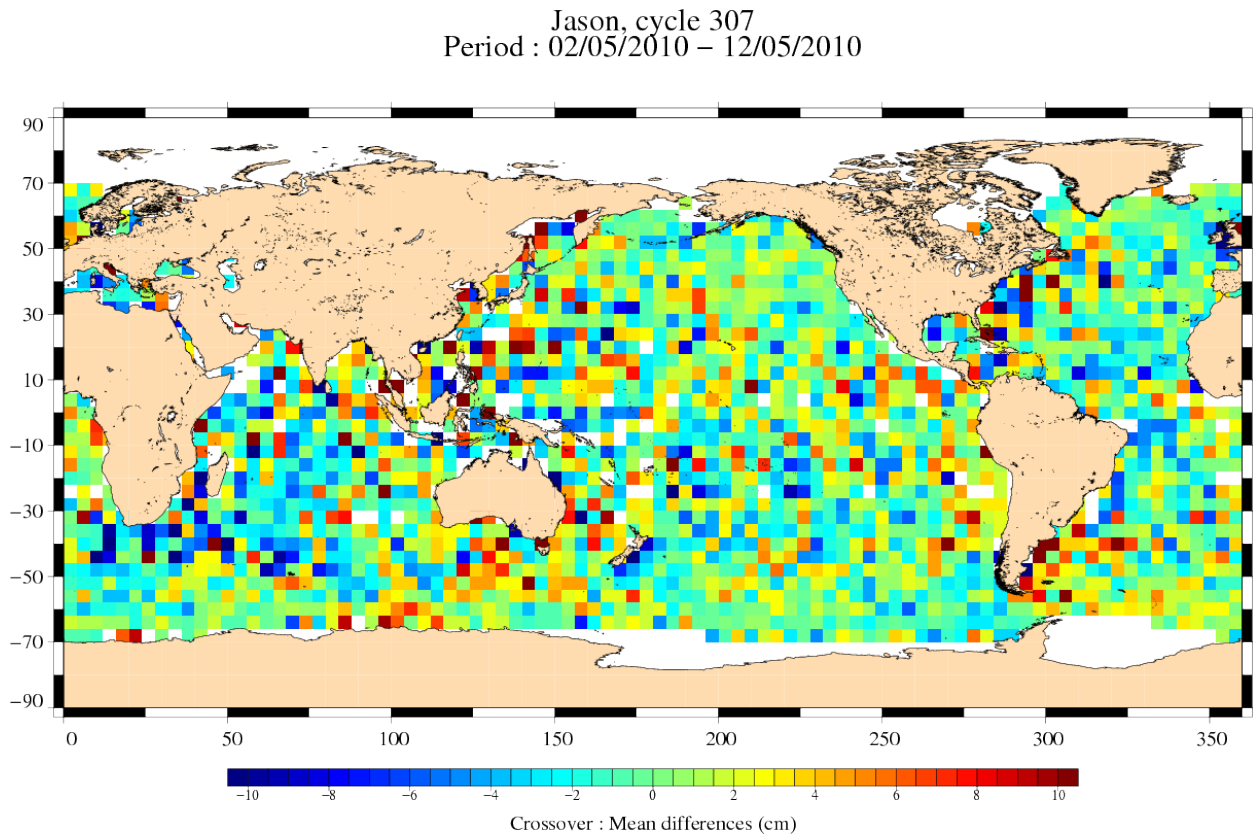 Jason, cycle 307
Period : 02/05/2010 − 12/05/2010
90
70
50
30
10
−10
−30
−50
−70
−90
0 50 100 150 200 250 300 350
−10 −8 −6 −4 −2 0 2 4 6 8 10
Crossover : Mean differences (cm)